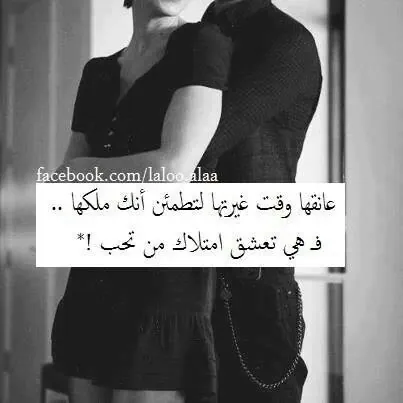 facebook.com/laloo.alaa
عانقها وقت غيرتها لتطمئن أنك ملكها ..
فـ هي تعشق امتلاك من تحب !*